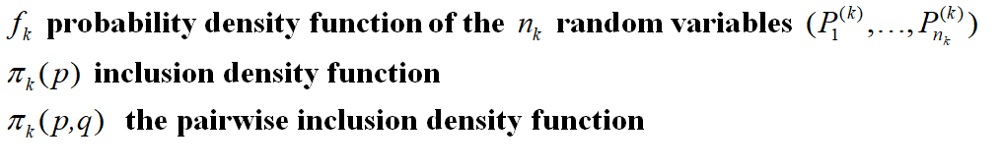 f_k probability density function of the n_k random variables (P_1^{(k)},...,P_{n_k}^{(k)})
π_k(p) inclusion density function
π_k(p,q) the pairwise inclusion density function